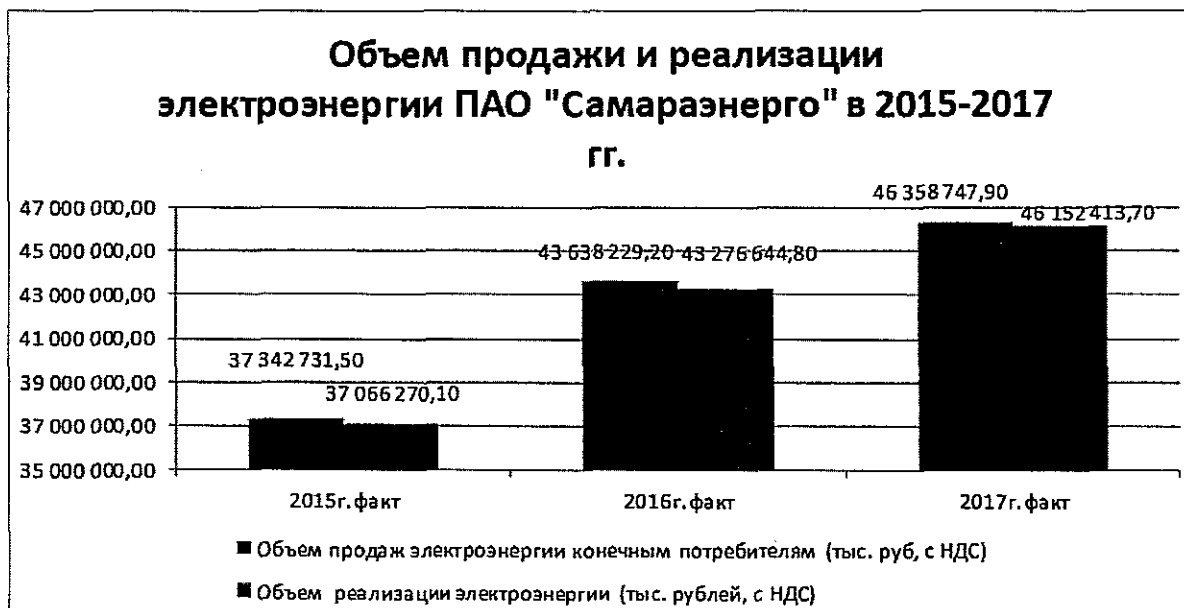 Объем продажи и реализации
электроэнергии ПАО "Самараэнерго" в 2015-2017
гг.
47 000 000,00
45 000 000,00
43 000 000,00
41 000 000,00
39 000 000,00
37 000 000,00
35 000 000,00
37 342 731,50
37 066 270,10
43 638 229,20
43 276 644,80
46 358 747,90
46 152 413,70
2015г.факт
2016г.факт
2017г.факт
Объем продаж электроэнергии конечным потребителям (тыс. руб, с НДС)
Объем реализации электроэнергии (тыс. рублей, с НДС)